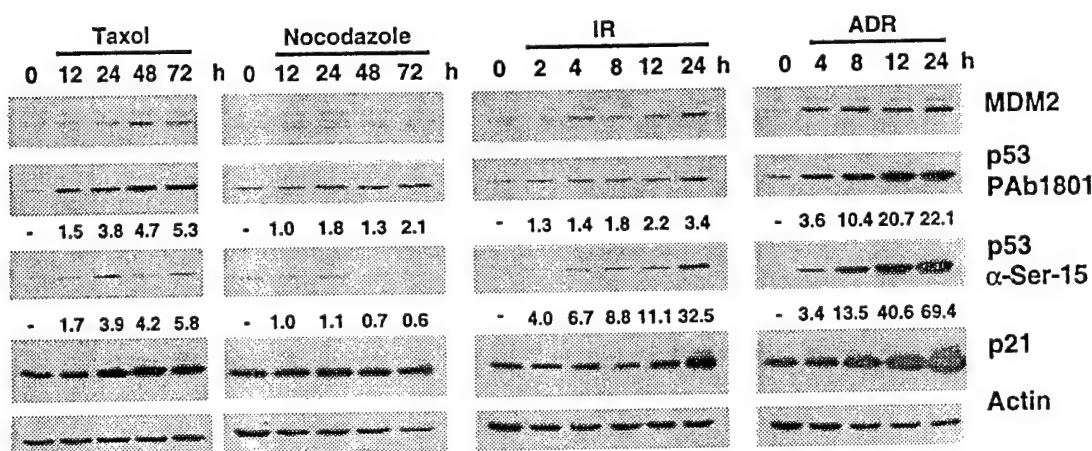 Taxol Nocodazole IR ADR
0 12 24 48 72 h 0 12 24 48 72 h 0 2 4 8 12 24 0 4 8 12 24 h
MDM2
p53
PAb1801
- 1.5 3.8 4.7 5.3 - 1.0 1.8 1.3 2.1 - 1.3 1.4 1.8 2.2 3.4 - 3.6 10.4 20.7 22.1
p53
α-Ser-15
- 1.7 3.9 4.2 5.8 - 1.0 1.1 0.7 0.6 - 4.0 6.7 8.8 11.1 32.5 - 3.4 13.5 40.6 69.4
p21
Actin